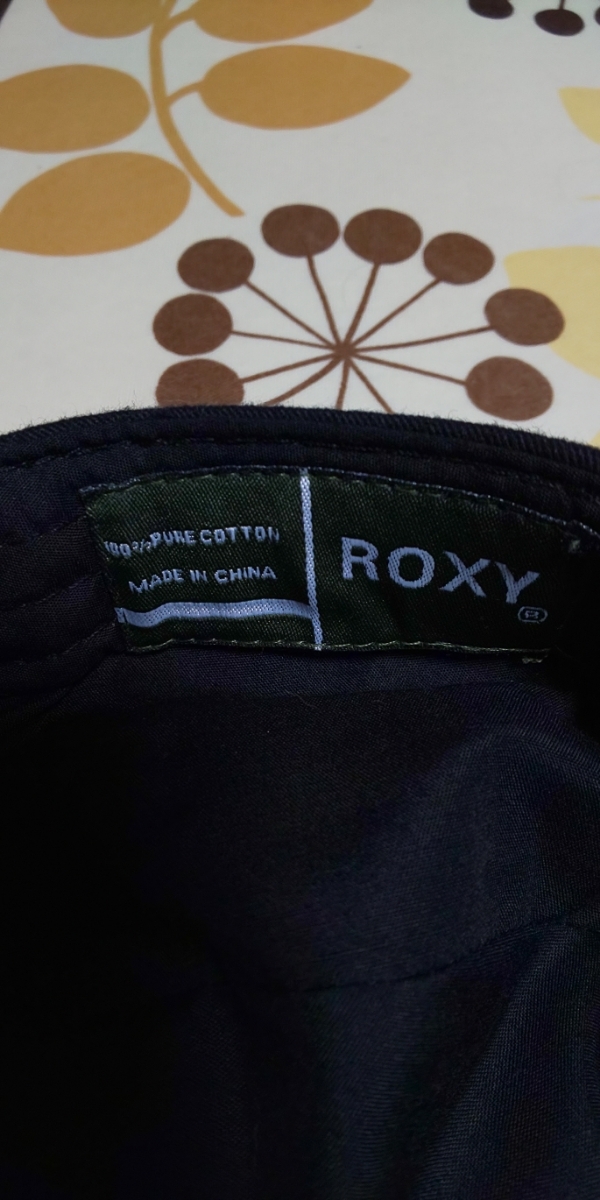 100% PURE COTTON
MADE IN CHINA
ROXY
®